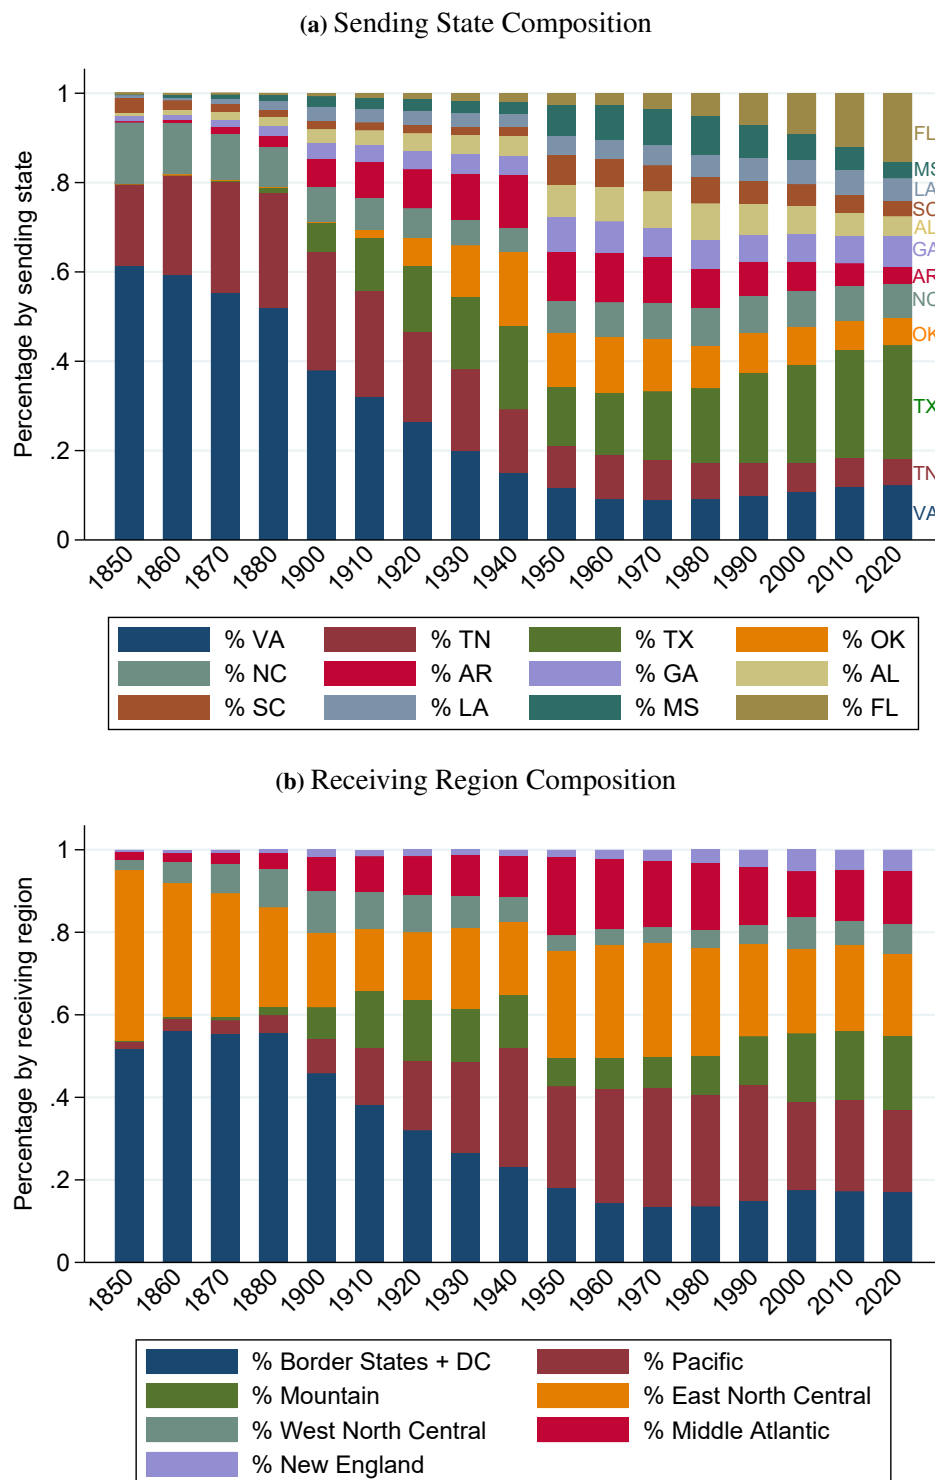 (a) Sending State Composition
Percentage by sending state
1
.8
.6
.4
.2
0
FL
MS
LA
SC
AL
GA
AR
NC
OK
TX
TN
VA
1850 1860 1870 1880 1900 1910 1920 1930 1940 1950 1960 1970 1980 1990 2000 2010 2020
% VA % TN % TX % OK
% NC % AR % GA % AL
% SC % LA % MS % FL
(b) Receiving Region Composition
Percentage by receiving region
1
.8
.6
.4
.2
0
1850 1860 1870 1880 1900 1910 1920 1930 1940 1950 1960 1970 1980 1990 2000 2010 2020
% Border States + DC % Pacific
% Mountain % East North Central
% West North Central % Middle Atlantic
% New England